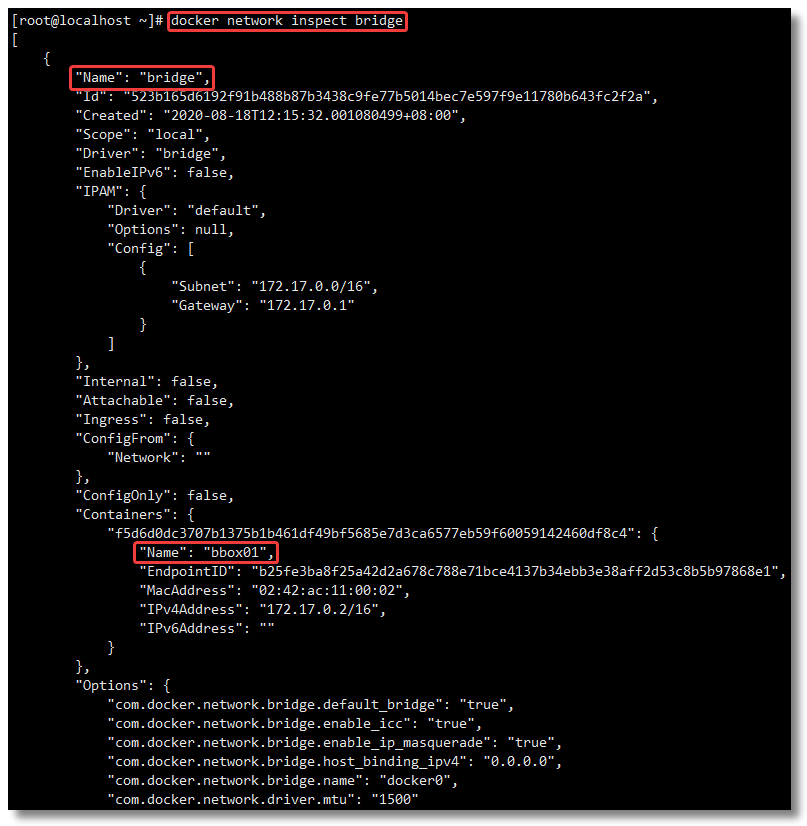 [root@localhost ~]# docker network inspect bridge
[
    {
        "Name": "bridge",
        "Id": "523b165d6192f91b488b87b3438c9fe77b5014bec7e597f9e11780b643fc2f2a",
        "Created": "2020-08-18T12:15:32.001080499+08:00",
        "Scope": "local",
        "Driver": "bridge",
        "EnableIPv6": false,
        "IPAM": {
            "Driver": "default",
            "Options": null,
            "Config": [
                {
                    "Subnet": "172.17.0.0/16",
                    "Gateway": "172.17.0.1"
                }
            ]
        },
        "Internal": false,
        "Attachable": false,
        "Ingress": false,
        "ConfigFrom": {
            "Network": ""
        },
        "ConfigOnly": false,
        "Containers": {
            "f5d6d0dc3707b1375b1b461df49bf5685e7d3ca6577eb59f60059142460df8c4": {
                "Name": "bbox01",
                "EndpointID": "b25fe3ba8f25a42d2a678c788e71bce4137b34ebb3e38aff2d53c8b5b97868e1",
                "MacAddress": "02:42:ac:11:00:02",
                "IPv4Address": "172.17.0.2/16",
                "IPv6Address": ""
            }
        },
        "Options": {
            "com.docker.network.bridge.default_bridge": "true",
            "com.docker.network.bridge.enable_icc": "true",
            "com.docker.network.bridge.enable_ip_masquerade": "true",
            "com.docker.network.bridge.host_binding_ipv4": "0.0.0.0",
            "com.docker.network.bridge.name": "docker0",
            "com.docker.network.driver.mtu": "1500"